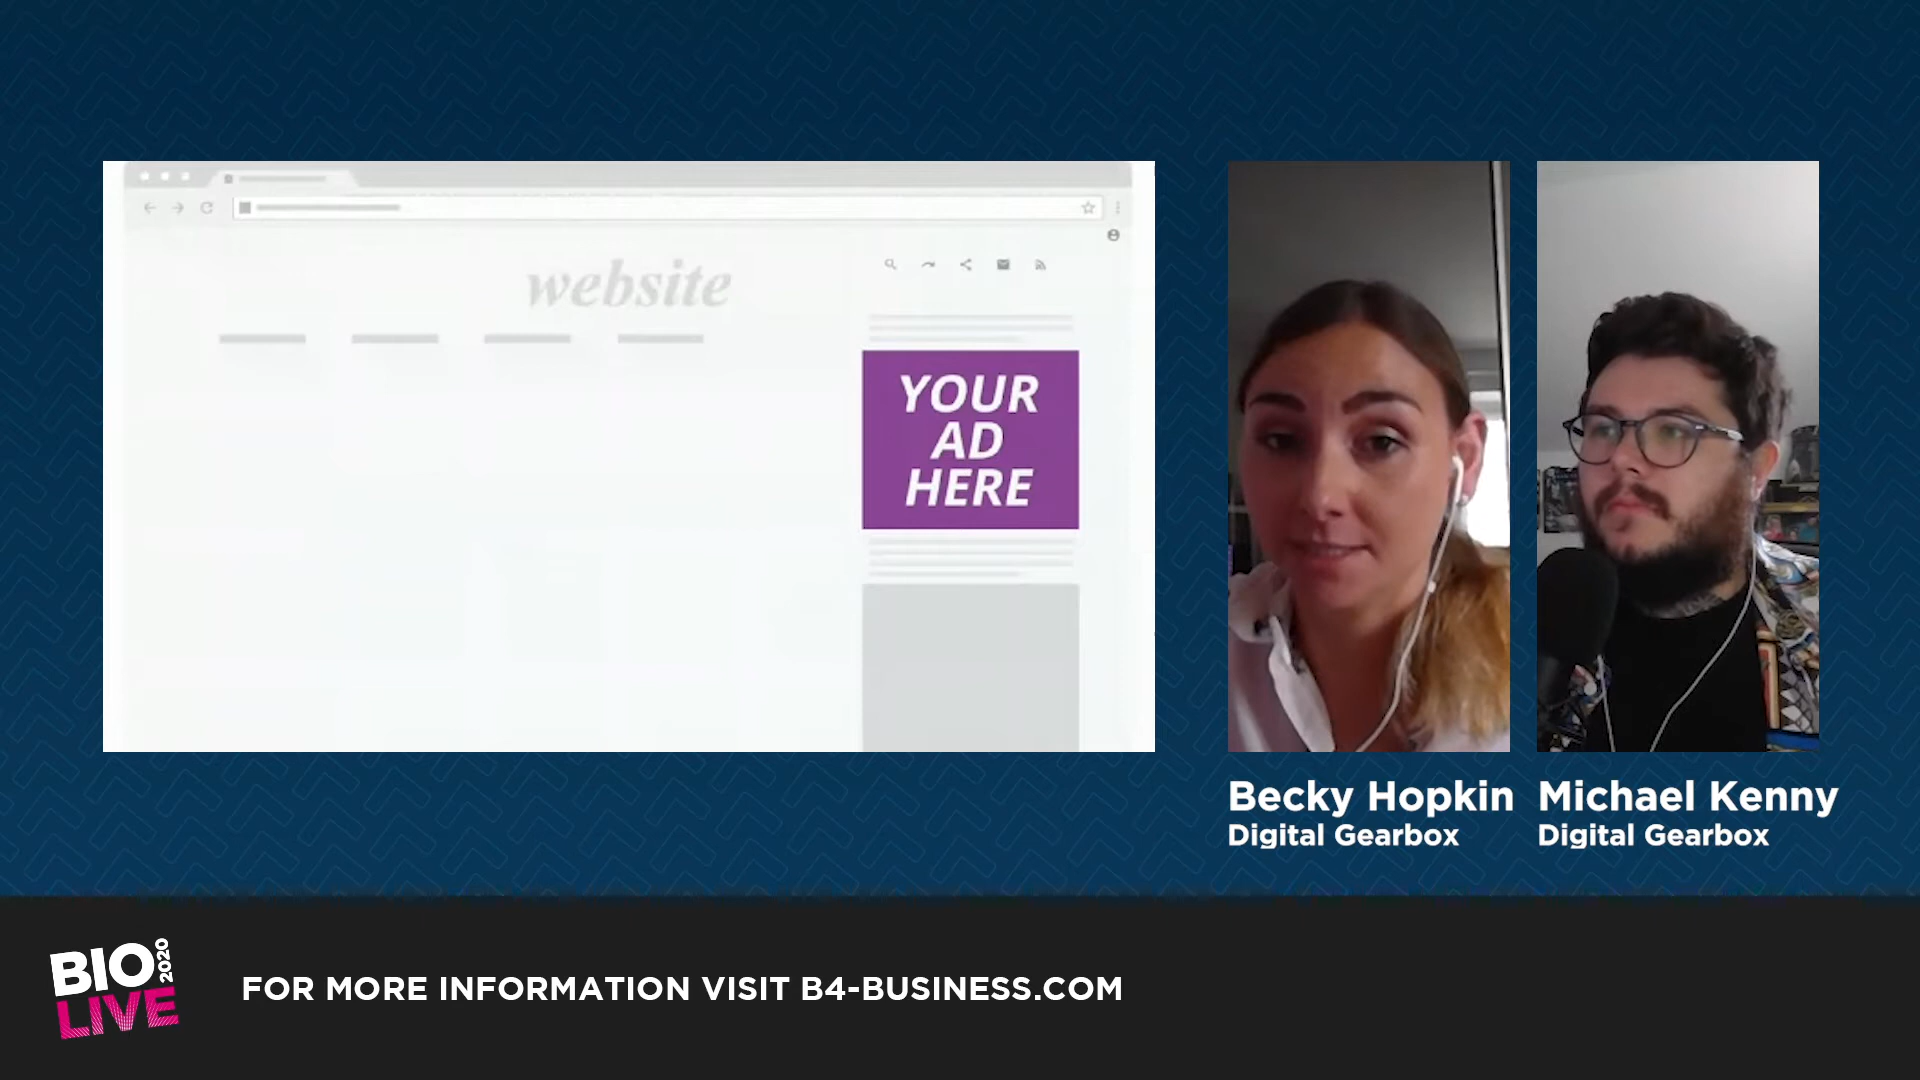 website
YOUR
AD
HERE
Becky Hopkin
Digital Gearbox
Michael Kenny
Digital Gearbox
BIO 2020
LIVE
FOR MORE INFORMATION VISIT B4-BUSINESS.COM